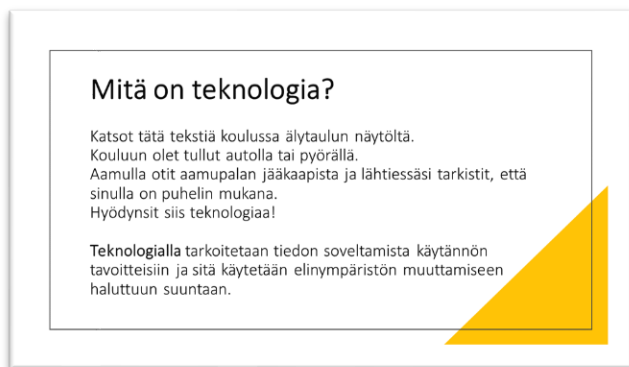 Mitä on teknologia?
Katsot tätä tekstiä koulussa älytaulun näytöltä.
Kouluun olet tullut autolla tai pyörällä.
Aamulla otit aamupalan jääkaapista ja lähtiessäsi tarkistit, että
sinulla on puhelin mukana.
Hyödynsit siis teknologiaa!
Teknologialla tarkoitetaan tiedon soveltamista käytännön
tavoitteisiin ja sitä käytetään elinympäristön muuttamiseen
haluttuun suuntaan.